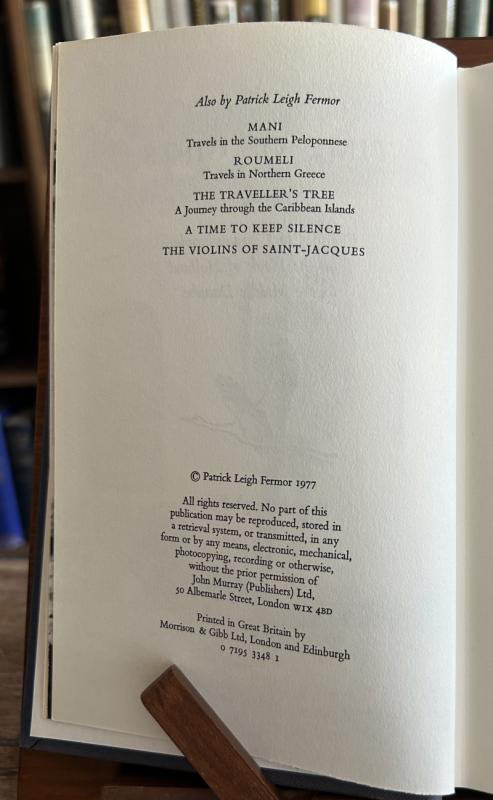 Also by Patrick Leigh Fermor
MANI
Travels in the Southern Peloponnese
ROUMELI
Travels in Northern Greece
THE TRAVELLER'S TREE
A Journey through the Caribbean Islands
A TIME TO KEEP SILENCE
THE VIOLINS OF SAINT-JACQUES
© Patrick Leigh Fermor 1977
All rights reserved. No part of this
publication may be reproduced, stored in
a retrieval system, or transmitted, in any
form or by any means, electronic, mechanical,
photocopying, recording or otherwise,
without the prior permission of
John Murray (Publishers) Ltd,
50 Albemarle Street, London W1X 4BD
Printed in Great Britain by
Morrison & Gibb Ltd, London and Edinburgh
0 7195 3348 1